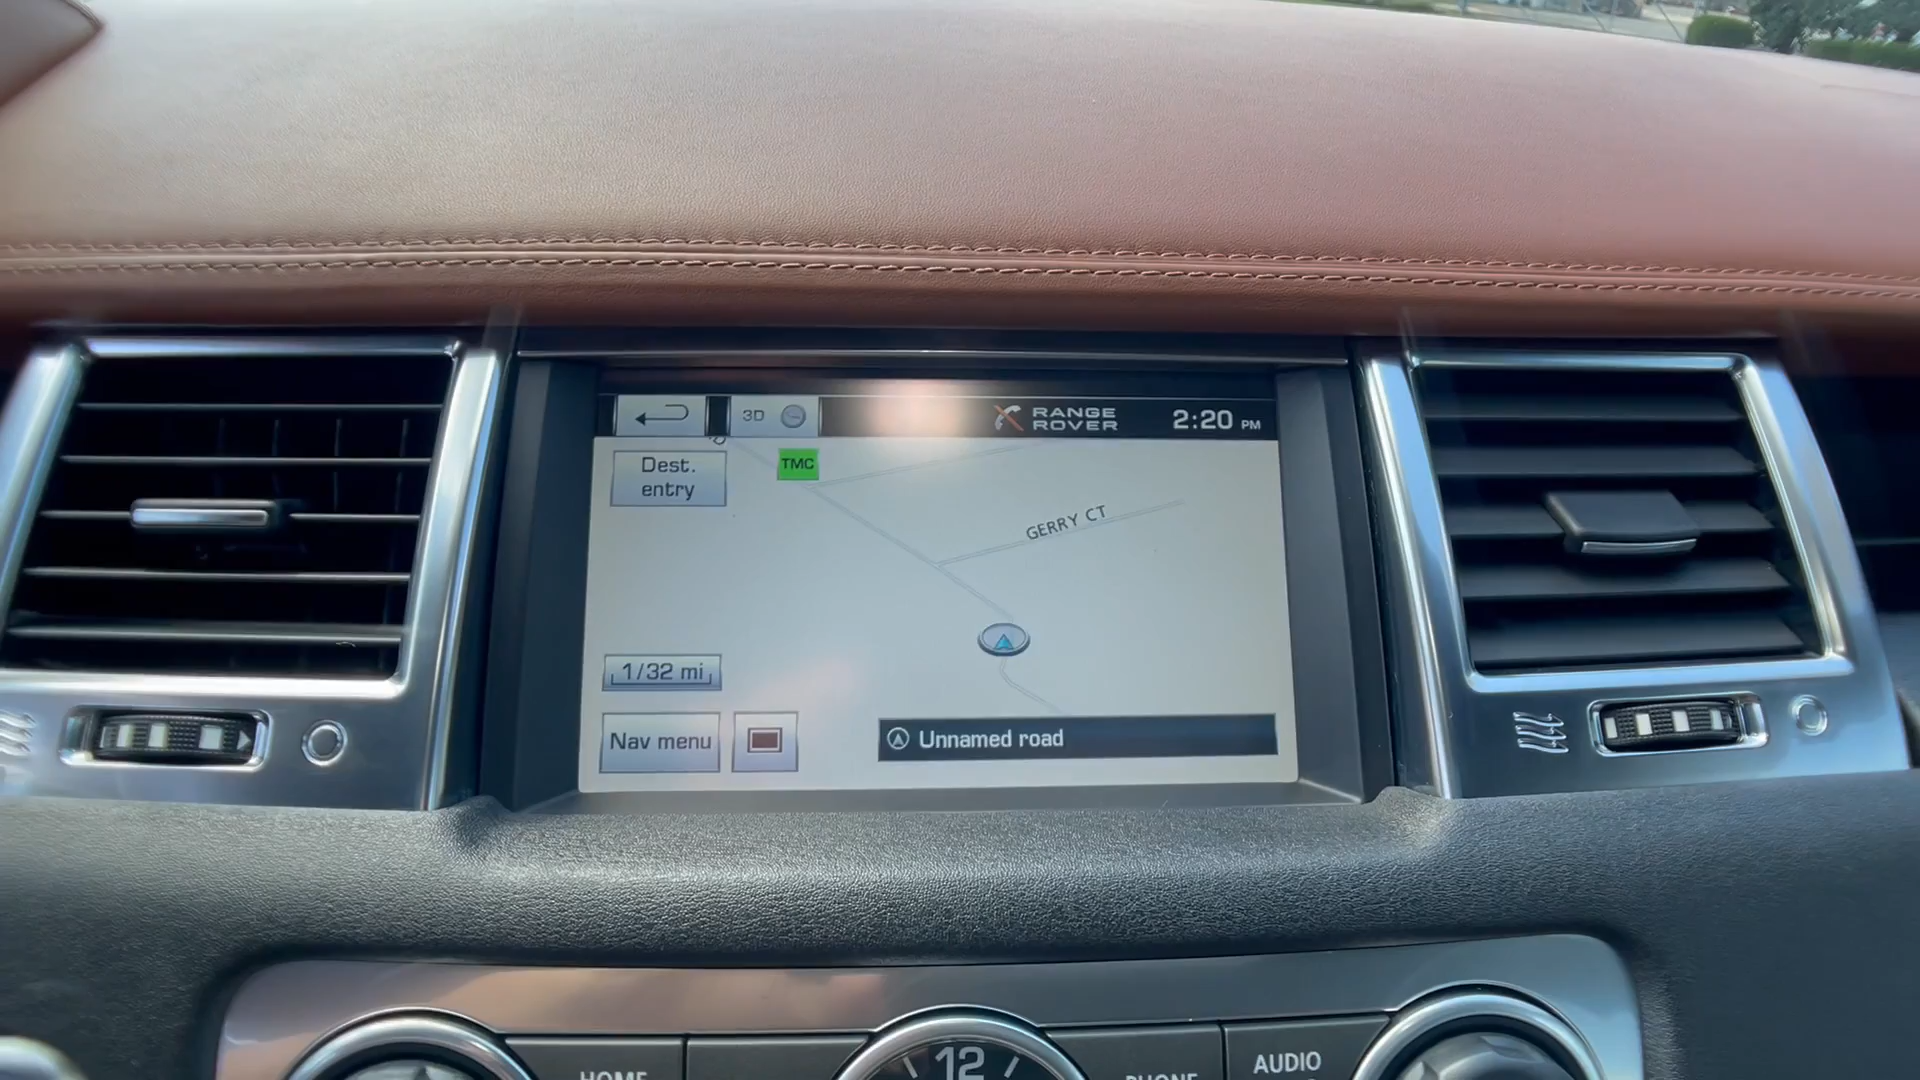 3D
RANGE
ROVER
2:20 PM
Dest.
entry
TMC
GERRY CT
1/32 mi
Nav menu
Unnamed road
12
HOME
PHONE
AUDIO